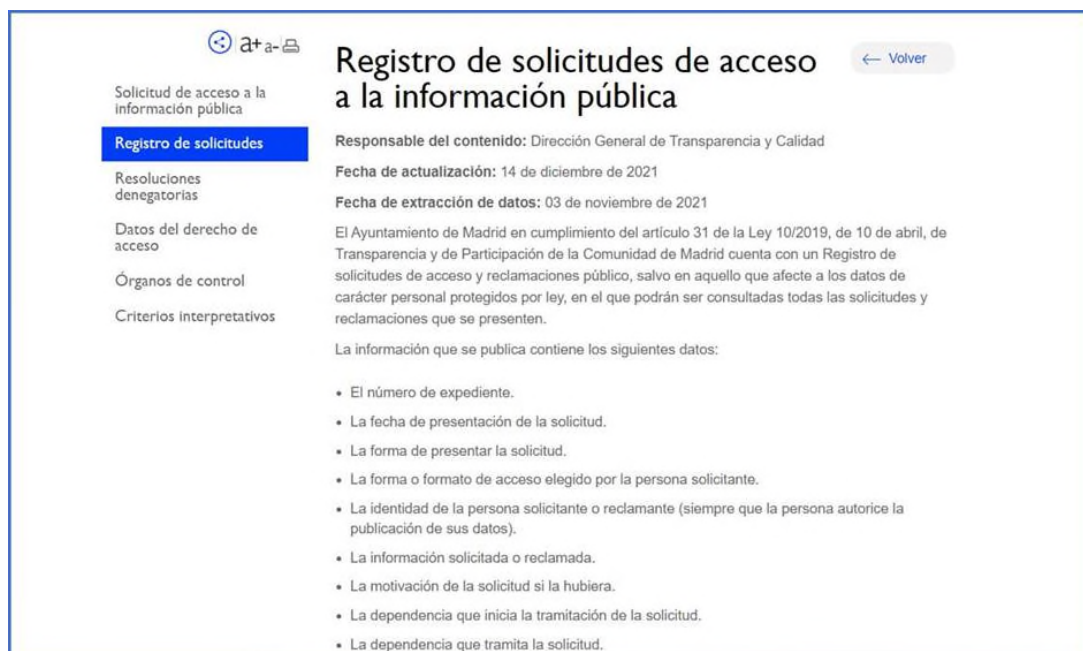 a+ a-
Solicitud de acceso a la
información pública
Registro de solicitudes
Resoluciones
denegatorias
Datos del derecho de
acceso
Órganos de control
Criterios interpretativos
Registro de solicitudes de acceso
a la información pública
← Volver
Responsable del contenido: Dirección General de Transparencia y Calidad
Fecha de actualización: 14 de diciembre de 2021
Fecha de extracción de datos: 03 de noviembre de 2021
El Ayuntamiento de Madrid en cumplimiento del artículo 31 de la Ley 10/2019, de 10 de abril, de
Transparencia y de Participación de la Comunidad de Madrid cuenta con un Registro de
solicitudes de acceso y reclamaciones público, salvo en aquello que afecte a los datos de
carácter personal protegidos por ley, en el que podrán ser consultadas todas las solicitudes y
reclamaciones que se presenten.
La información que se publica contiene los siguientes datos:
• El número de expediente.
• La fecha de presentación de la solicitud.
• La forma de presentar la solicitud.
• La forma o formato de acceso elegido por la persona solicitante.
• La identidad de la persona solicitante o reclamante (siempre que la persona autorice la
publicación de sus datos).
• La información solicitada o reclamada.
• La motivación de la solicitud si la hubiera.
• La dependencia que inicia la tramitación de la solicitud.
• La dependencia que tramita la solicitud.